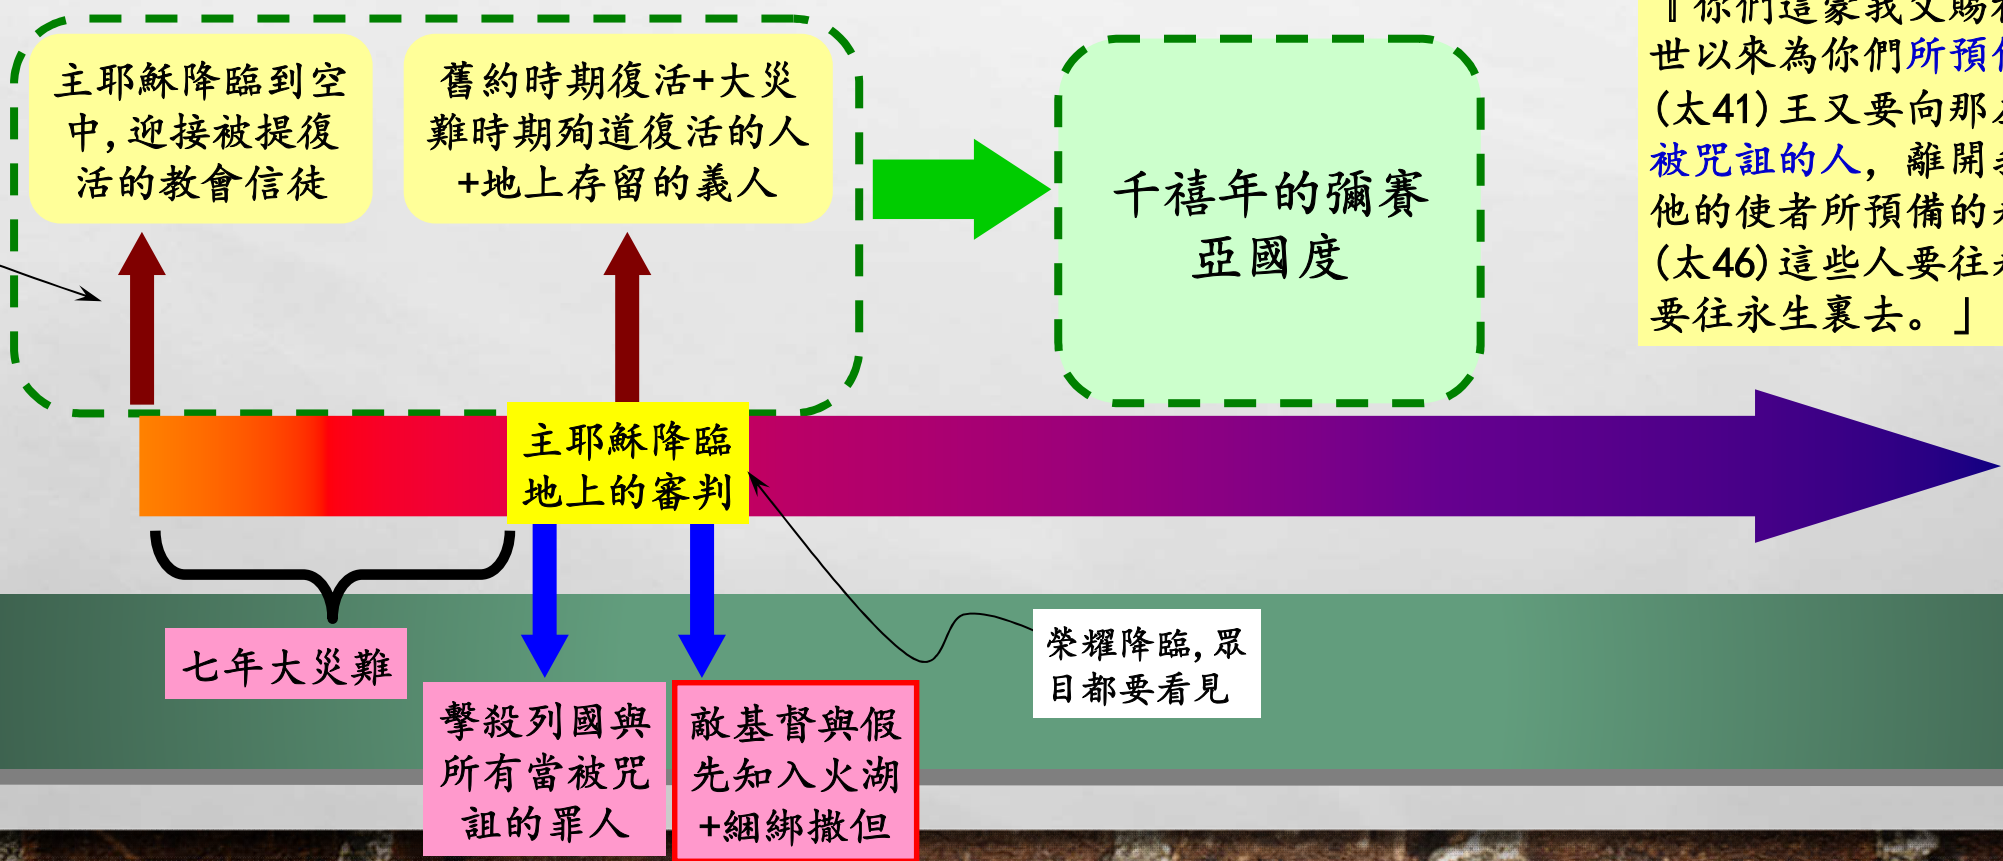 主耶穌降臨到空
中,迎接被提復
活的教會信徒
舊約時期復活+大災
難時期殉道復活的人
+地上存留的義人
千禧年的彌賽
亞國度
『你們這蒙我父賜
世以來為你們所預
(太41)王又要向那
被咒詛的人，離開
他的使者所預備的
(太46)這些人要往
要往永生裏去。」
主耶穌降臨
地上的審判
七年大災難
擊殺列國與
所有當被咒
詛的罪人
敵基督與假
先知入火湖
+綑綁撒但
榮耀降臨,眾
目都要看見